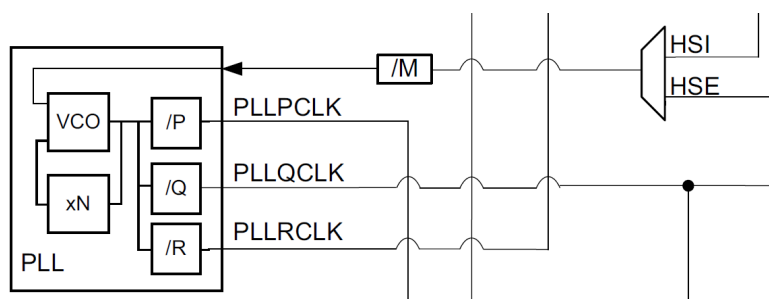 HSI
/M
HSE
VCO
/P
PLLPCLK
xN
/Q
PLLQCLK
/R
PLLRCLK
PLL